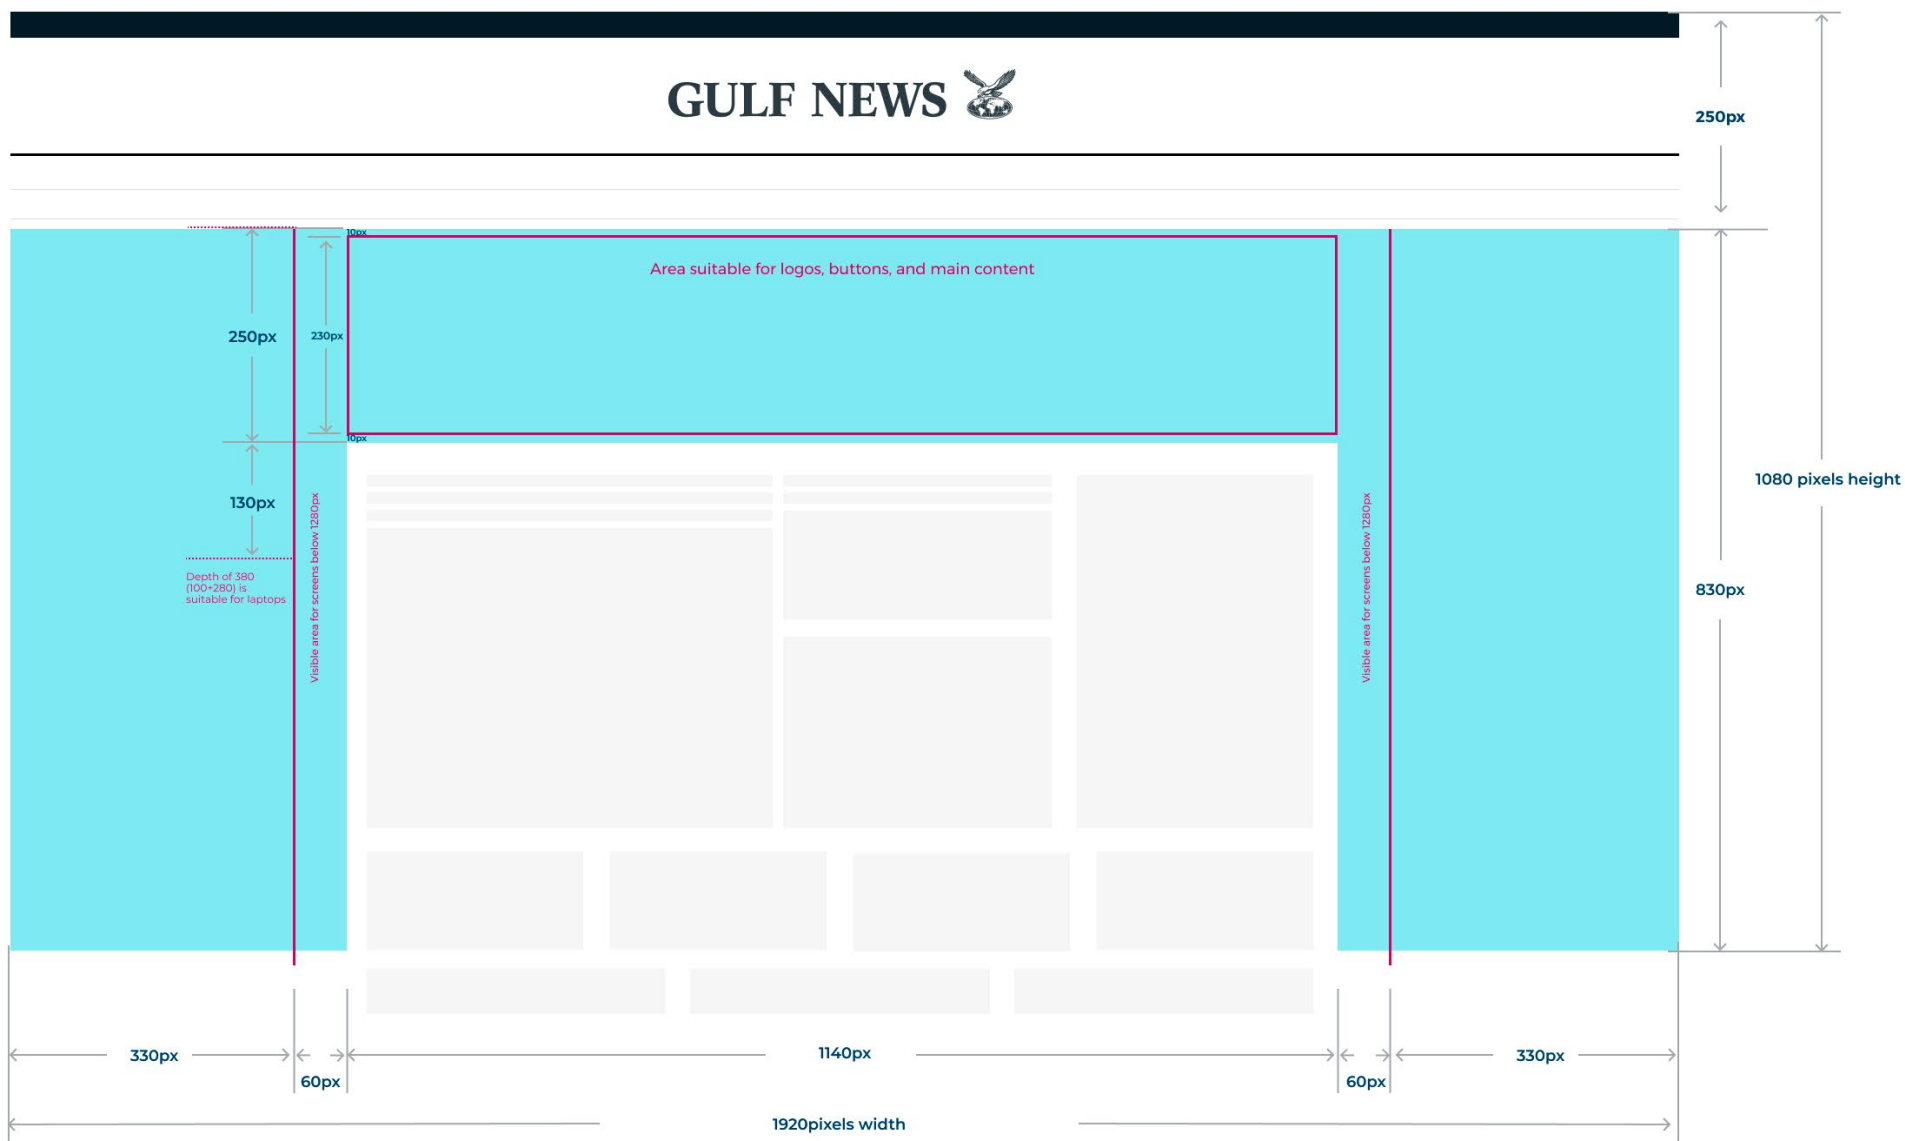 GULF NEWS
250px
10px
Area suitable for logos, buttons, and main content
250px
230px
10px
1080 pixels height
130px
Visible area for screens below 1280px
Visible area for screens below 1280px
Depth of 380
(100+280) is
suitable for laptops
830px
330px
60px
1140px
60px
330px
1920pixels width